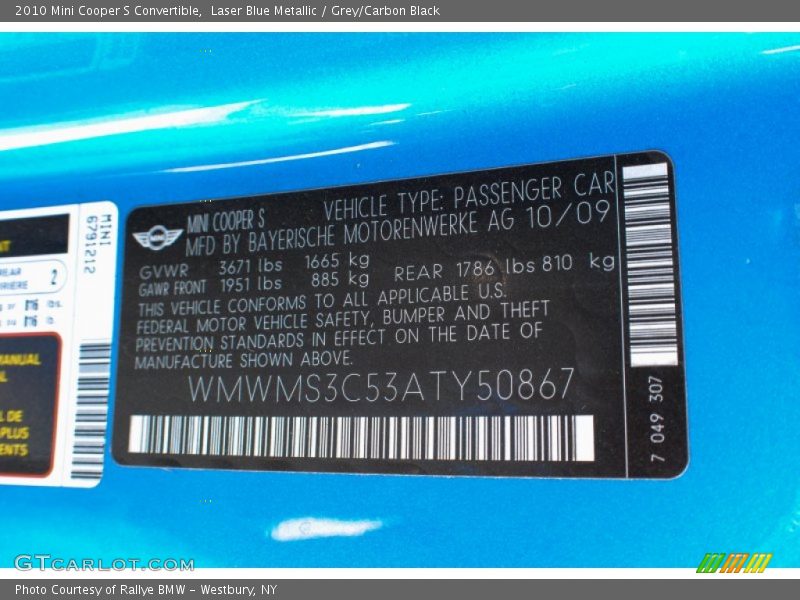 2010 Mini Cooper S Convertible,  Laser Blue Metallic / Grey/Carbon Black
MINI COOPER S VEHICLE TYPE: PASSENGER CAR
MFD BY BAYERISCHE MOTORENWERKE AG 10/09
GVWR 3671 lbs 1665 kg
GAWR FRONT 1951 lbs 885 kg REAR 1786 lbs 810 kg
THIS VEHICLE CONFORMS TO ALL APPLICABLE U.S.
FEDERAL MOTOR VEHICLE SAFETY, BUMPER AND THEFT
PREVENTION STANDARDS IN EFFECT ON THE DATE OF
MANUFACTURE SHOWN ABOVE.
WMWMS3C53ATY50867
7 049 307
MINI
6791212
2
MANUAL
DE
PLUS
GTCARLOT.COM
Photo Courtesy of Rallye BMW – Westbury, NY